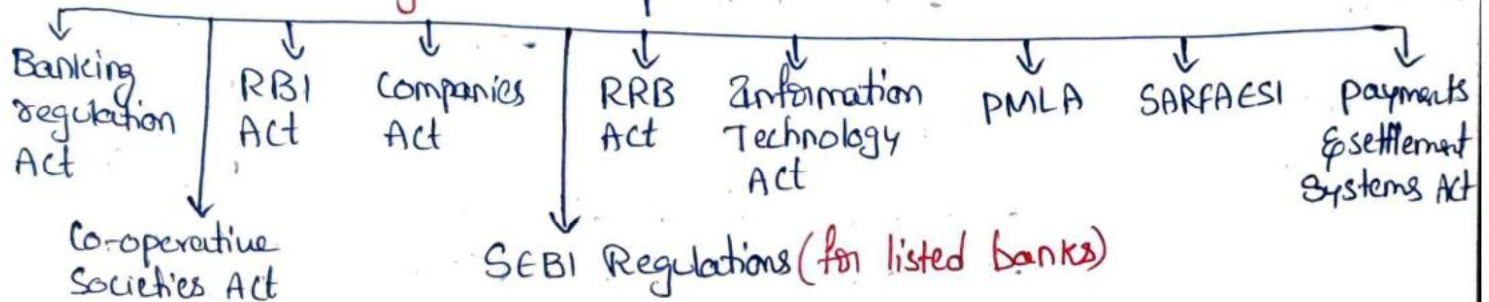 Banking
regulation
Act
RBI
Act
Companies
Act
RRB
Act
Information
Technology
Act
PMLA
SARFAESI
payments
& settlement
Systems Act
Co-operative
Societies Act
SEBI Regulations (for listed banks)